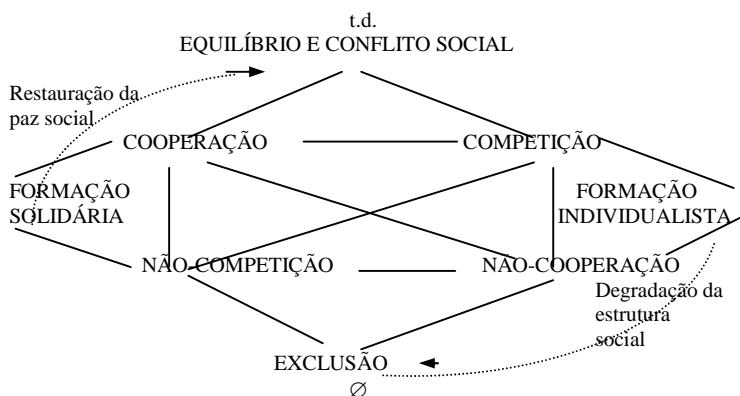 t.d.
EQUILÍBRIO E CONFLITO SOCIAL
Restauração da
paz social
COOPERAÇÃO
COMPETIÇÃO
FORMAÇÃO
SOLIDÁRIA
FORMAÇÃO
INDIVIDUALISTA
NÃO-COMPETIÇÃO
NÃO-COOPERAÇÃO
Degradação da
estrutura
social
EXCLUSÃO
∅